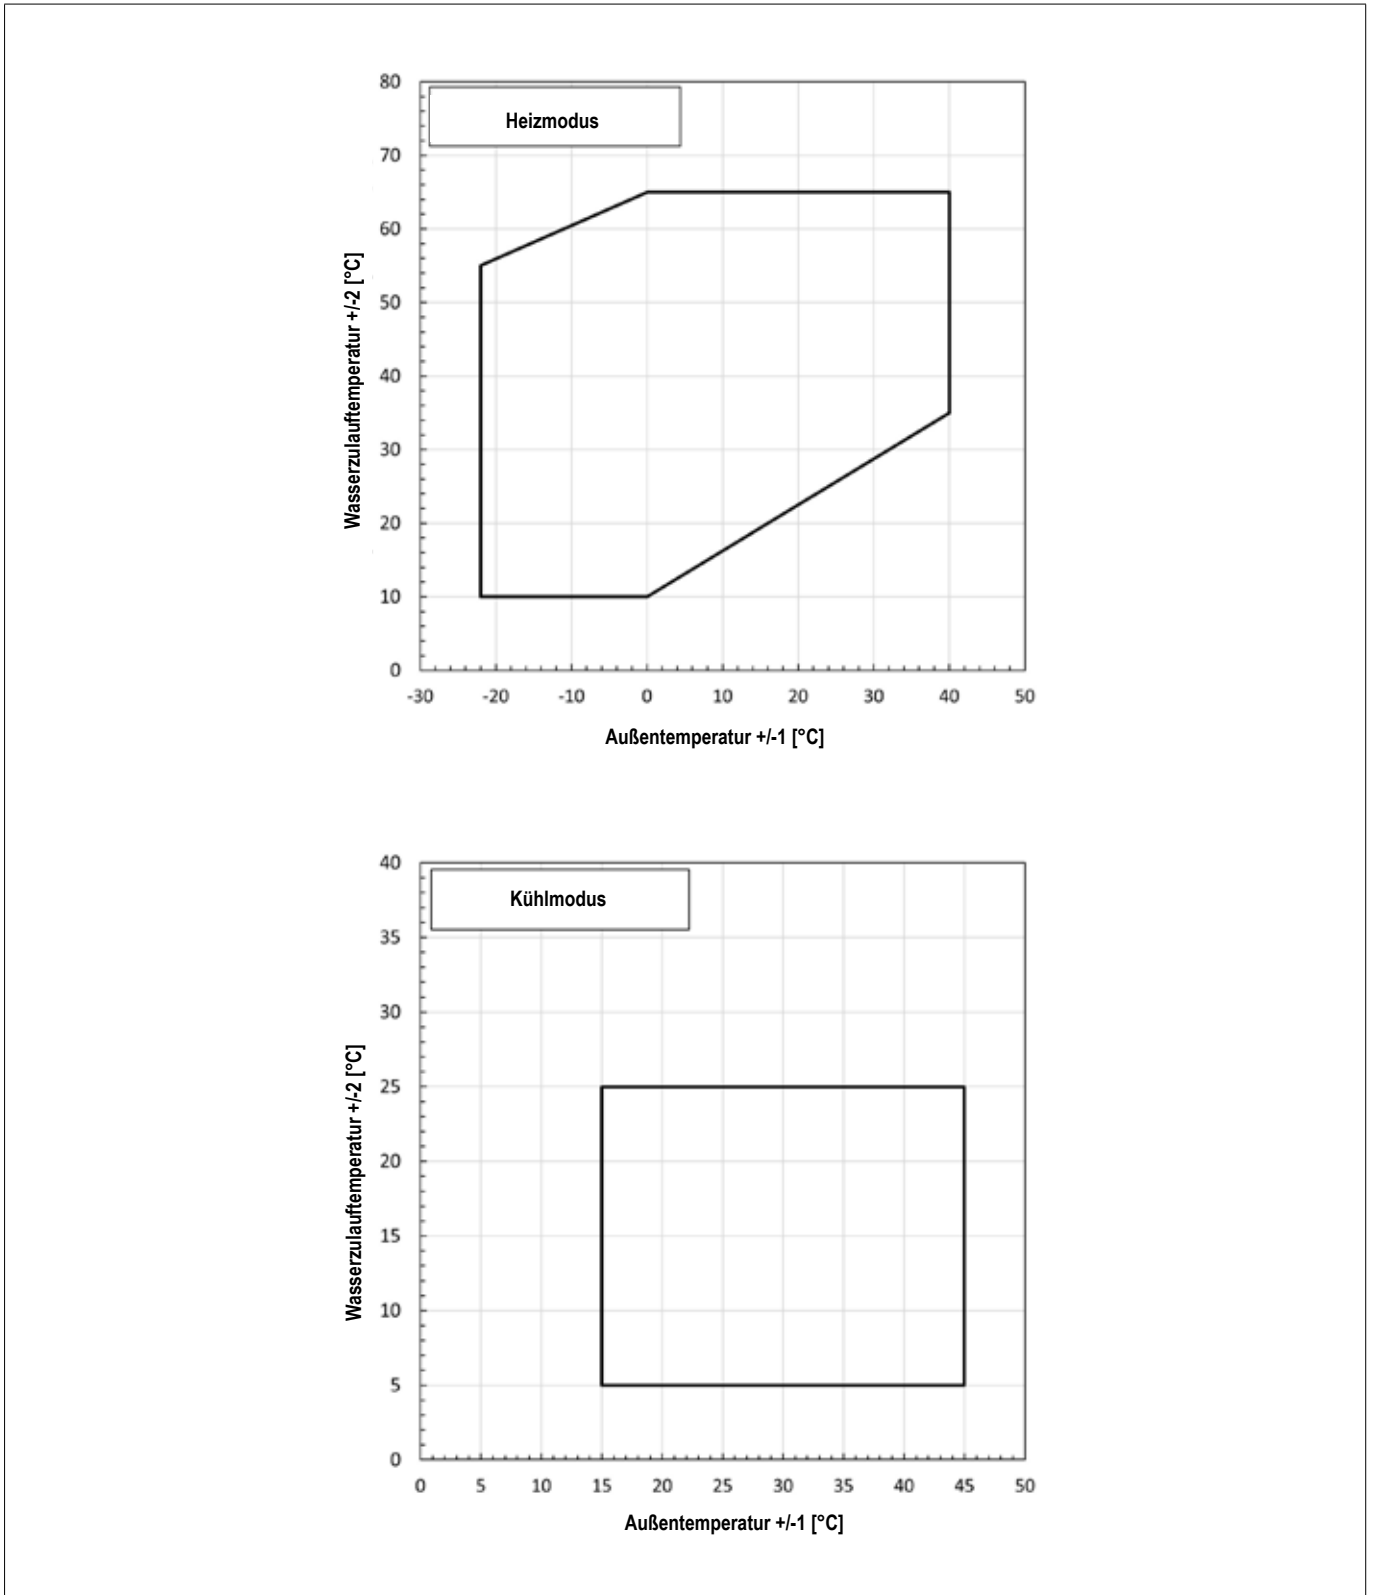 80
Heizmodus
70
60
50
40
30
20
10
0
Wasserzulauftemperatur +/-2 [°C]
-30 -20 -10 0 10 20 30 40 50
Außentemperatur +/-1 [°C]
40
Kühlmodus
35
30
25
20
15
10
5
0
Wasserzulauftemperatur +/-2 [°C]
0 5 10 15 20 25 30 35 40 45 50
Außentemperatur +/-1 [°C]